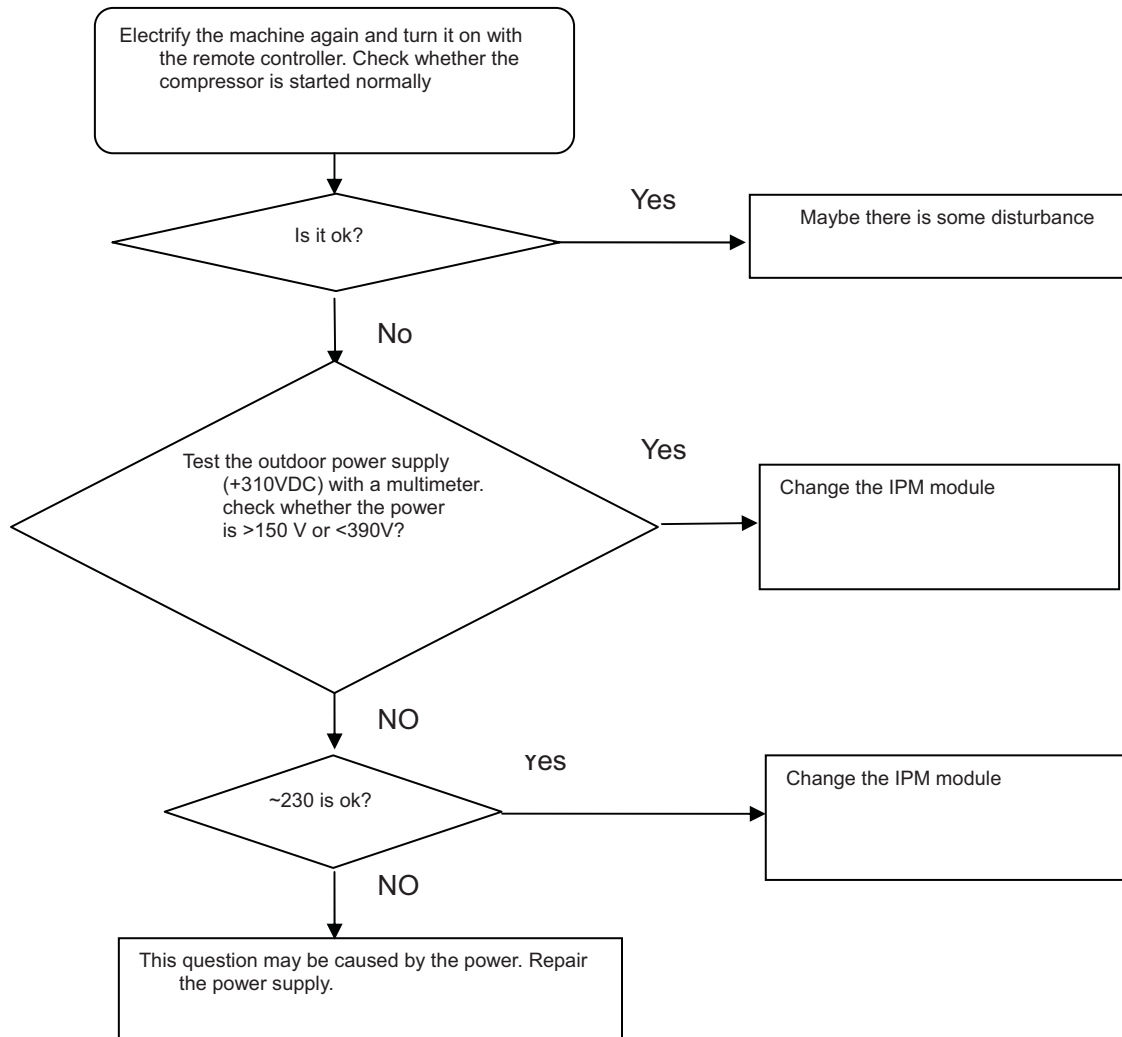 Electrify the machine again and turn it on with
the remote controller. Check whether the
compressor is started normally
Yes
Is it ok?
Maybe there is some disturbance
No
Test the outdoor power supply
(+310VDC) with a multimeter.
check whether the power
is >150 V or <390V?
Yes
Change the IPM module
NO
~230 is ok?
Yes
Change the IPM module
NO
This question may be caused by the power. Repair
the power supply.